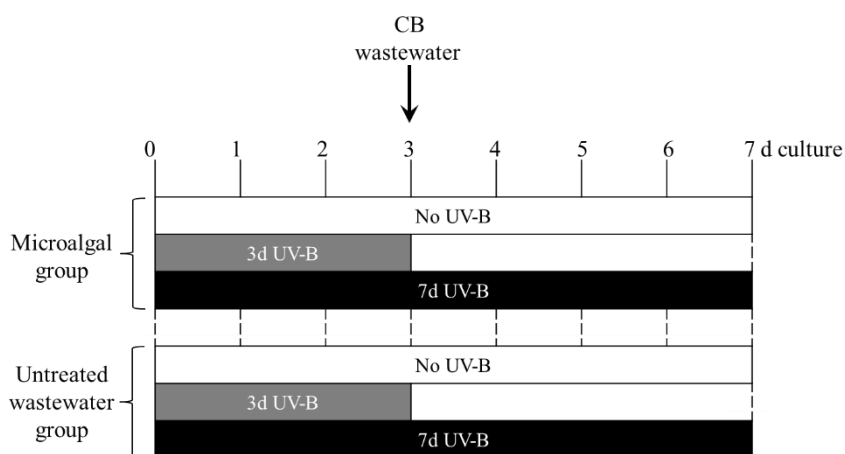 CB
wastewater
0 1 2 3 4 5 6 7 d culture
Microalgal
group
No UV-B
3d UV-B
7d UV-B
Untreated
wastewater
group
No UV-B
3d UV-B
7d UV-B